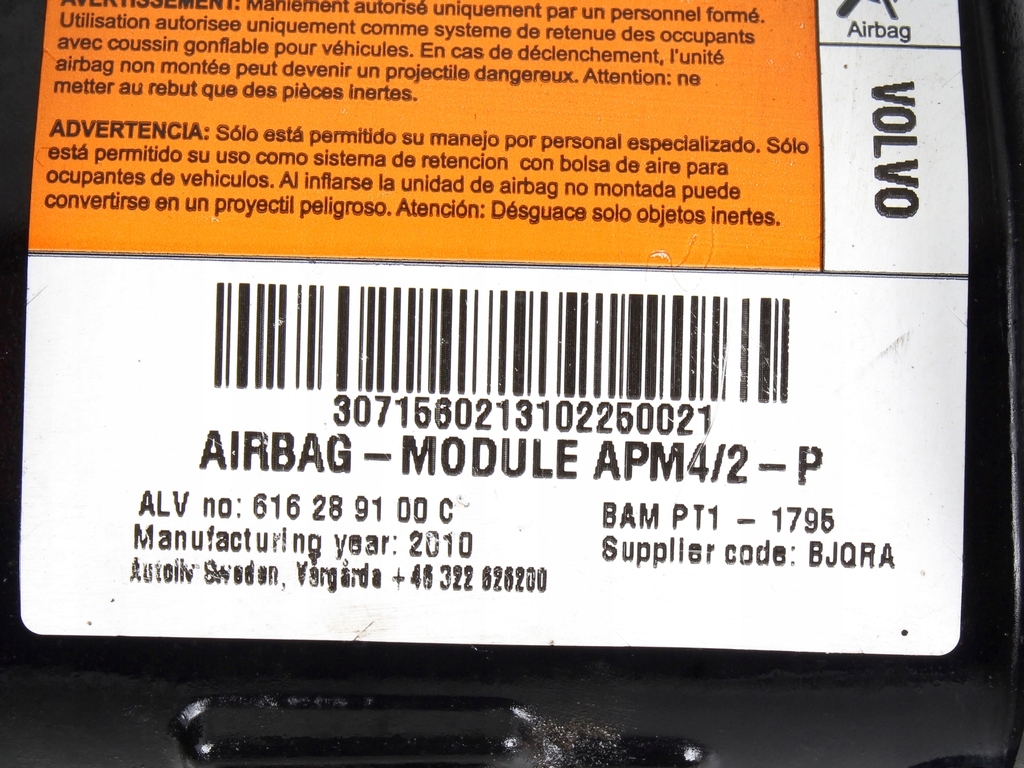 AVERTISSEMENT: Maniement autorisé uniquement par un personnel formé.
Utilisation autorisee uniquement comme systeme de retenue des occupants
avec coussin gonflable pour véhicules. En cas de déclenchement, l'unité
airbag non montée peut devenir un projectile dangereux. Attention: ne
metter au rebut que des pièces inertes.
ADVERTENCIA: Sólo está permitido su manejo por personal especializado. Sólo
está permitido su uso como sistema de retencion con bolsa de aire para
ocupantes de vehiculos. Al inflarse la unidad de airbag no montada puede
convertirse en un proyectil peligroso. Atención: Désguace solo objetos inertes.
Airbag
VOLVO
3071560213102250021
AIRBAG – MODULE APM4/2 – P
ALV no: 616 28 91 00 C
Manufacturing year: 2010
Autoliv Sweden, Vårgårda +46 322 626200
BAM PT1 – 1795
Supplier code: BJQRA